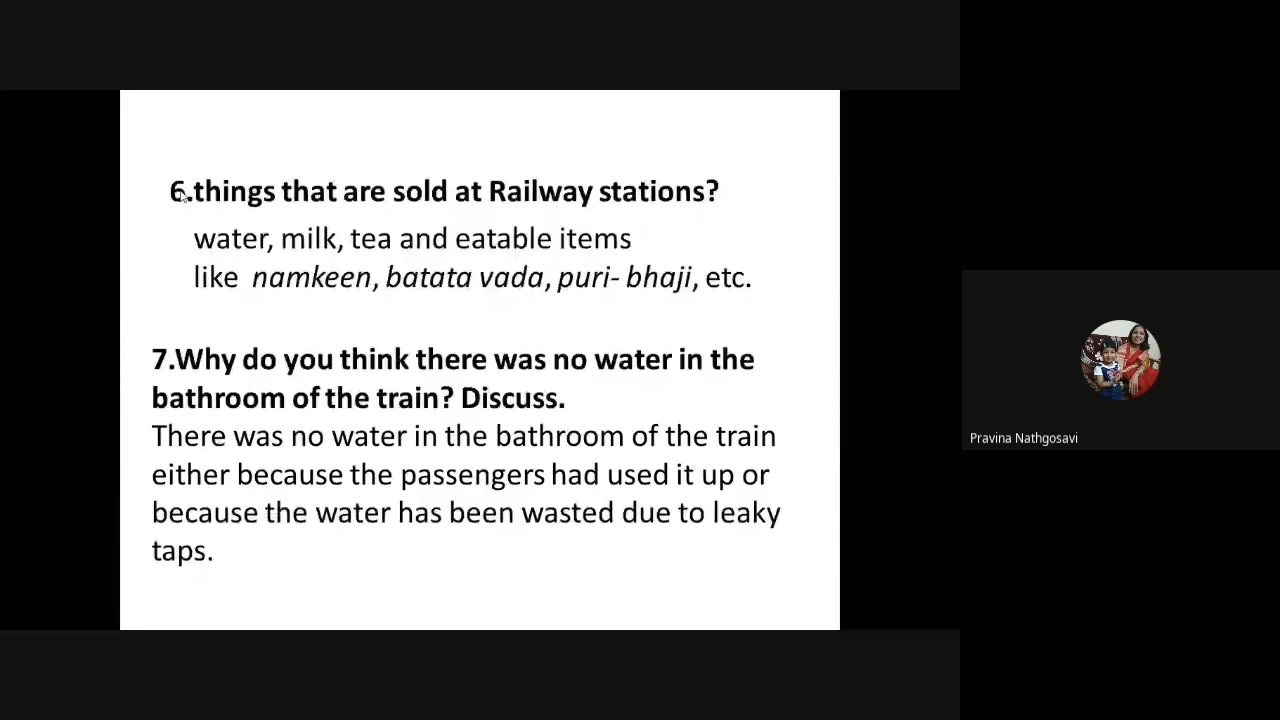 6.things that are sold at Railway stations?
water, milk, tea and eatable items
like namkeen, batata vada, puri- bhaji, etc.
7.Why do you think there was no water in the
bathroom of the train? Discuss.
There was no water in the bathroom of the train
either because the passengers had used it up or
because the water has been wasted due to leaky
taps.
Pravina Nathgosavi